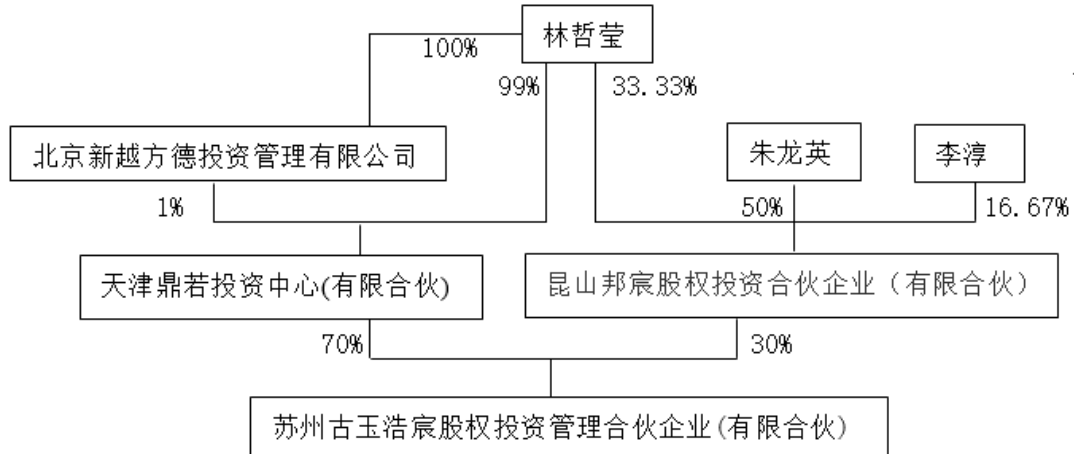 林哲莹
100%
99%
33.33%
北京新越方德投资管理有限公司
朱龙英
李淳
1%
50%
16.67%
天津鼎若投资中心(有限合伙)
昆山邦宸股权投资合伙企业（有限合伙）
70%
30%
苏州古玉浩宸股权投资管理合伙企业(有限合伙)